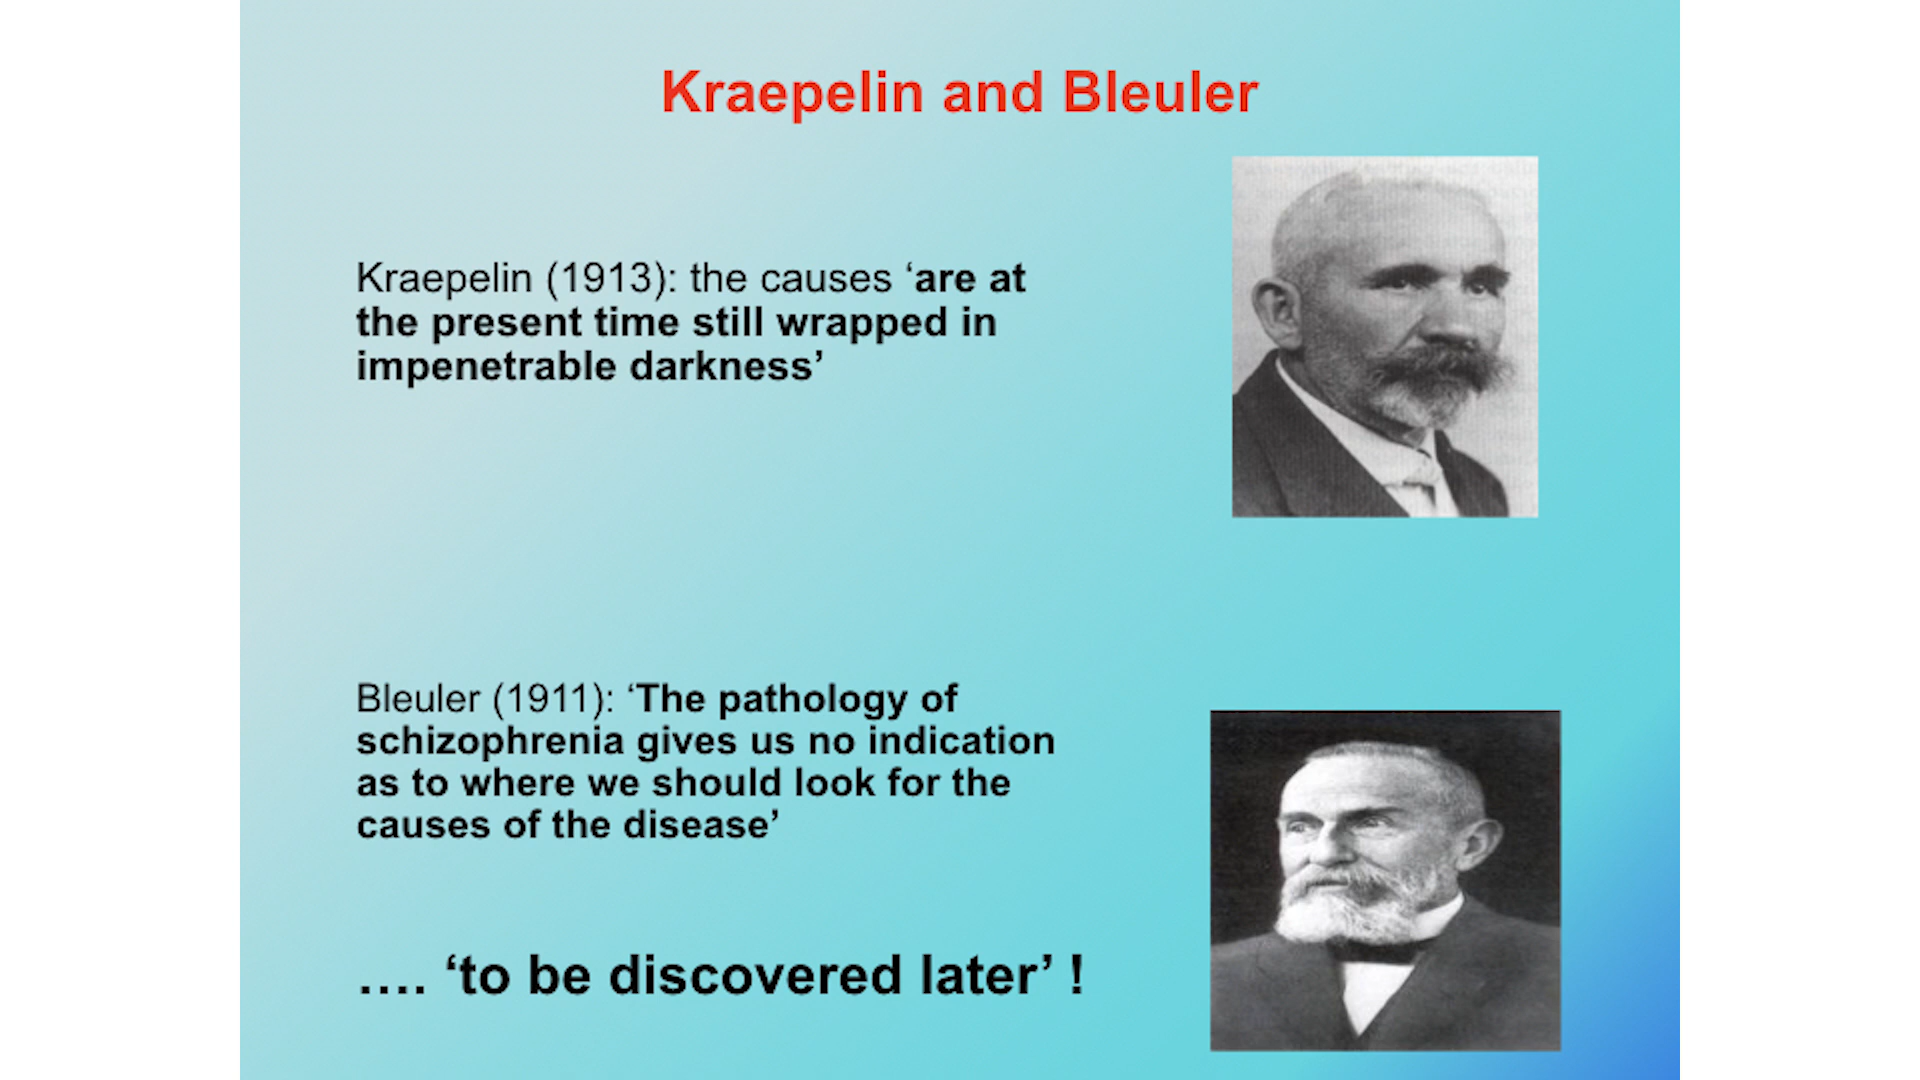 Kraepelin and Bleuler
Kraepelin (1913): the causes ‘are at
the present time still wrapped in
impenetrable darkness’
Bleuler (1911): ‘The pathology of
schizophrenia gives us no indication
as to where we should look for the
causes of the disease’
…. ‘to be discovered later’ !